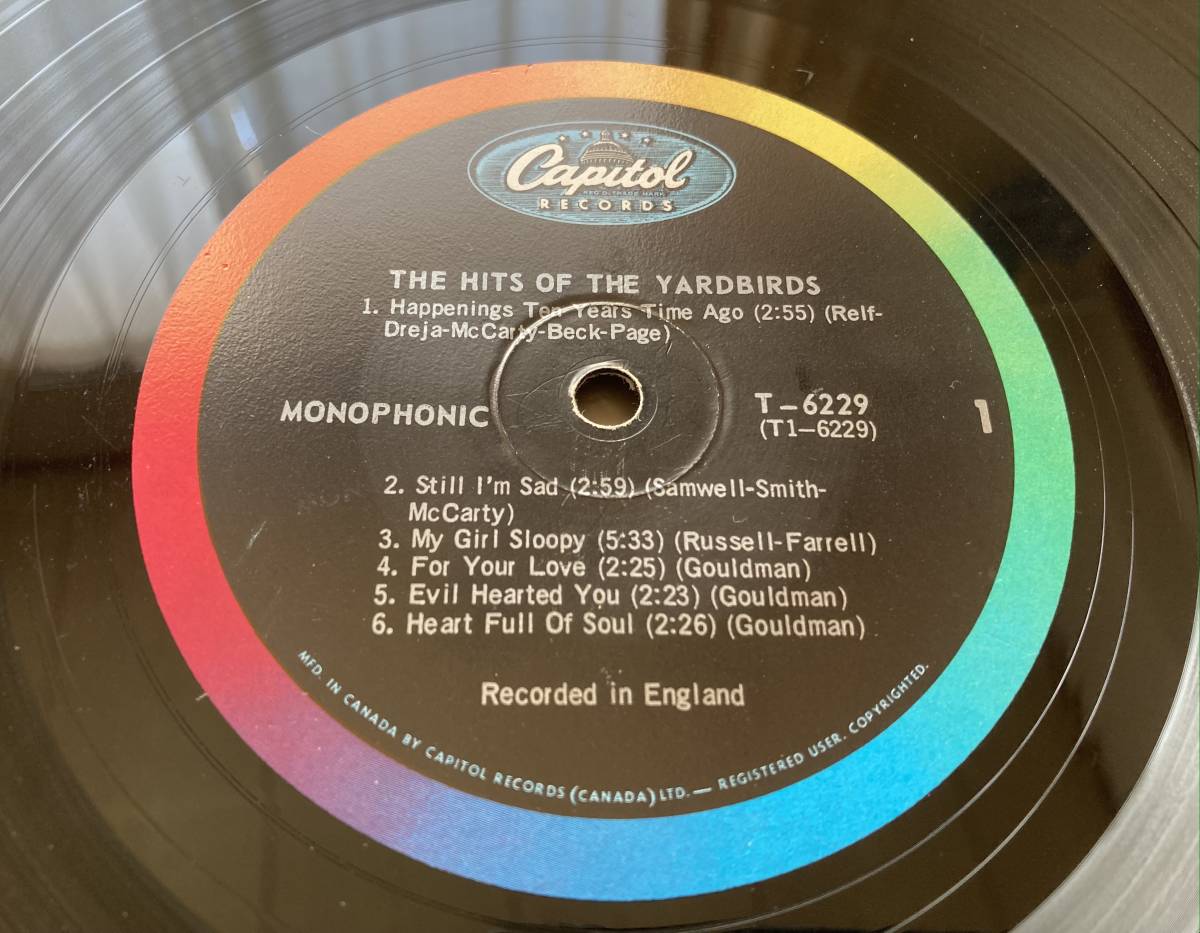 Capitol
REG'D. TRADE MARK
RECORDS
THE HITS OF THE YARDBIRDS
1. Happenings Ten Years Time Ago (2:55) (Relf-
Dreja-McCarty-Beck-Page)
MONOPHONIC
T-6229
(T1-6229)
1
2. Still I'm Sad (2:59) (Samwell-Smith-
McCarty)
3. My Girl Sloopy (5:33) (Russell-Farrell)
4. For Your Love (2:25) (Gouldman)
5. Evil Hearted You (2:23) (Gouldman)
6. Heart Full Of Soul (2:26) (Gouldman)
Recorded in England
MFD. IN CANADA BY CAPITOL RECORDS (CANADA) LTD. — REGISTERED USER. COPYRIGHTED.